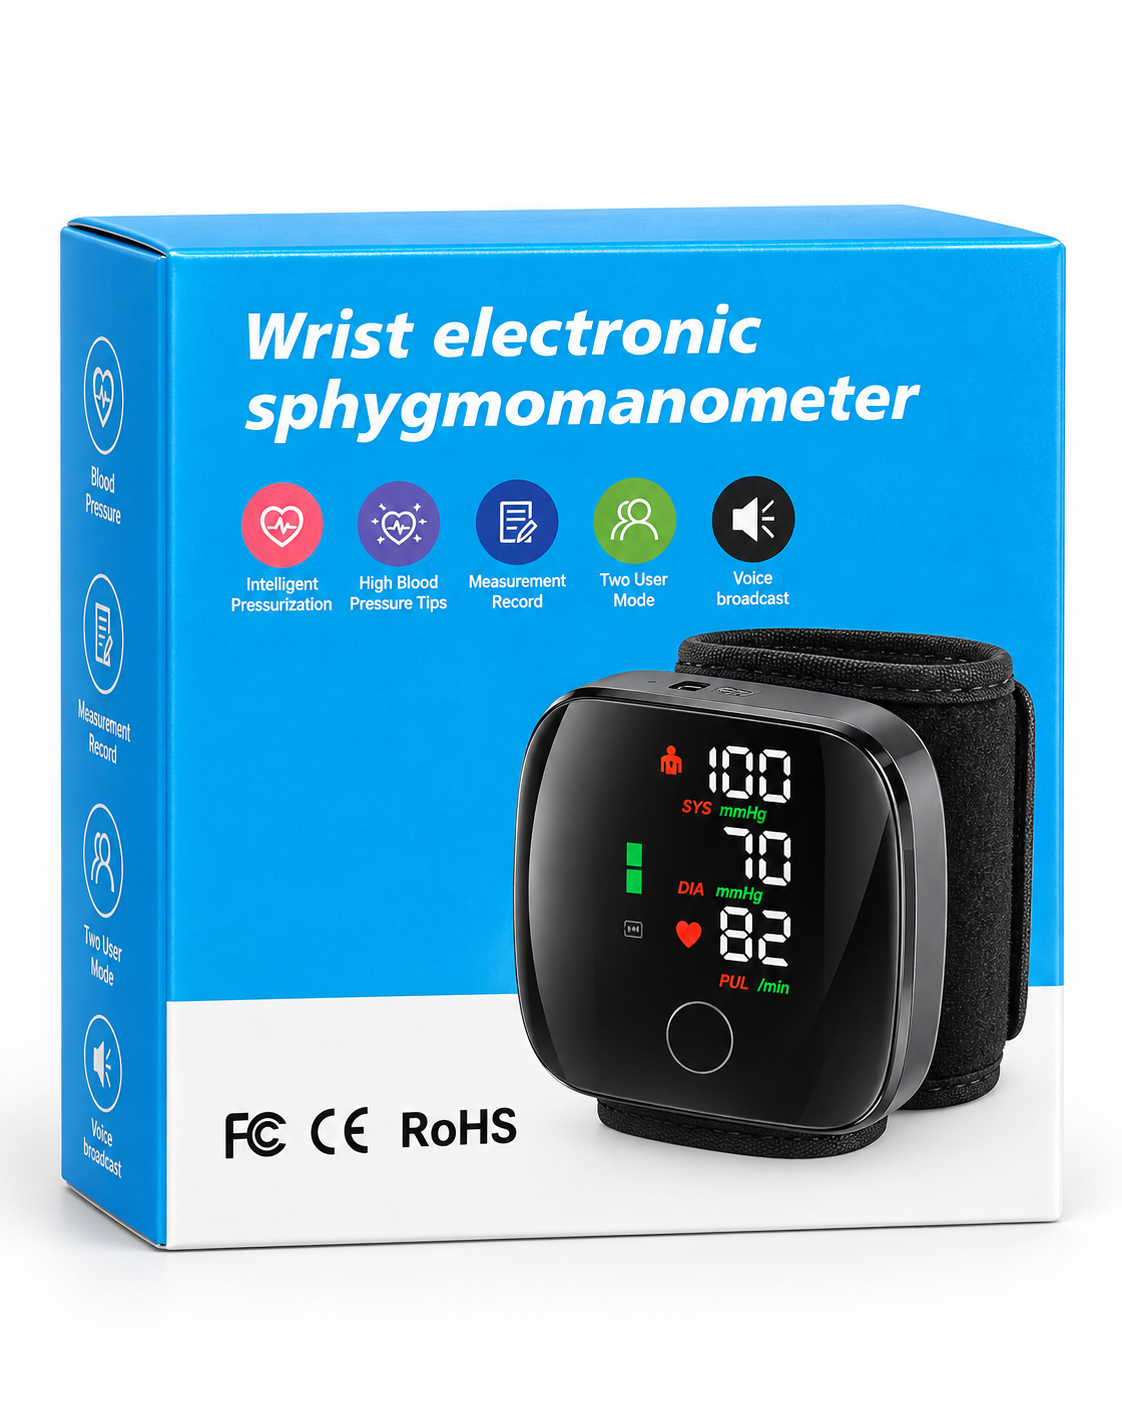 Wrist electronic
sphygmomanometer
Intelligent
Pressurization
High Blood
Pressure Tips
Measurement
Record
Two User
Mode
Voice
broadcast
100
SYS mmHg
70
DIA mmHg
82
PUL /min
FC CE RoHS
Blood
Pressure
Measurement
Record
Two User
Mode
Voice
broadcast